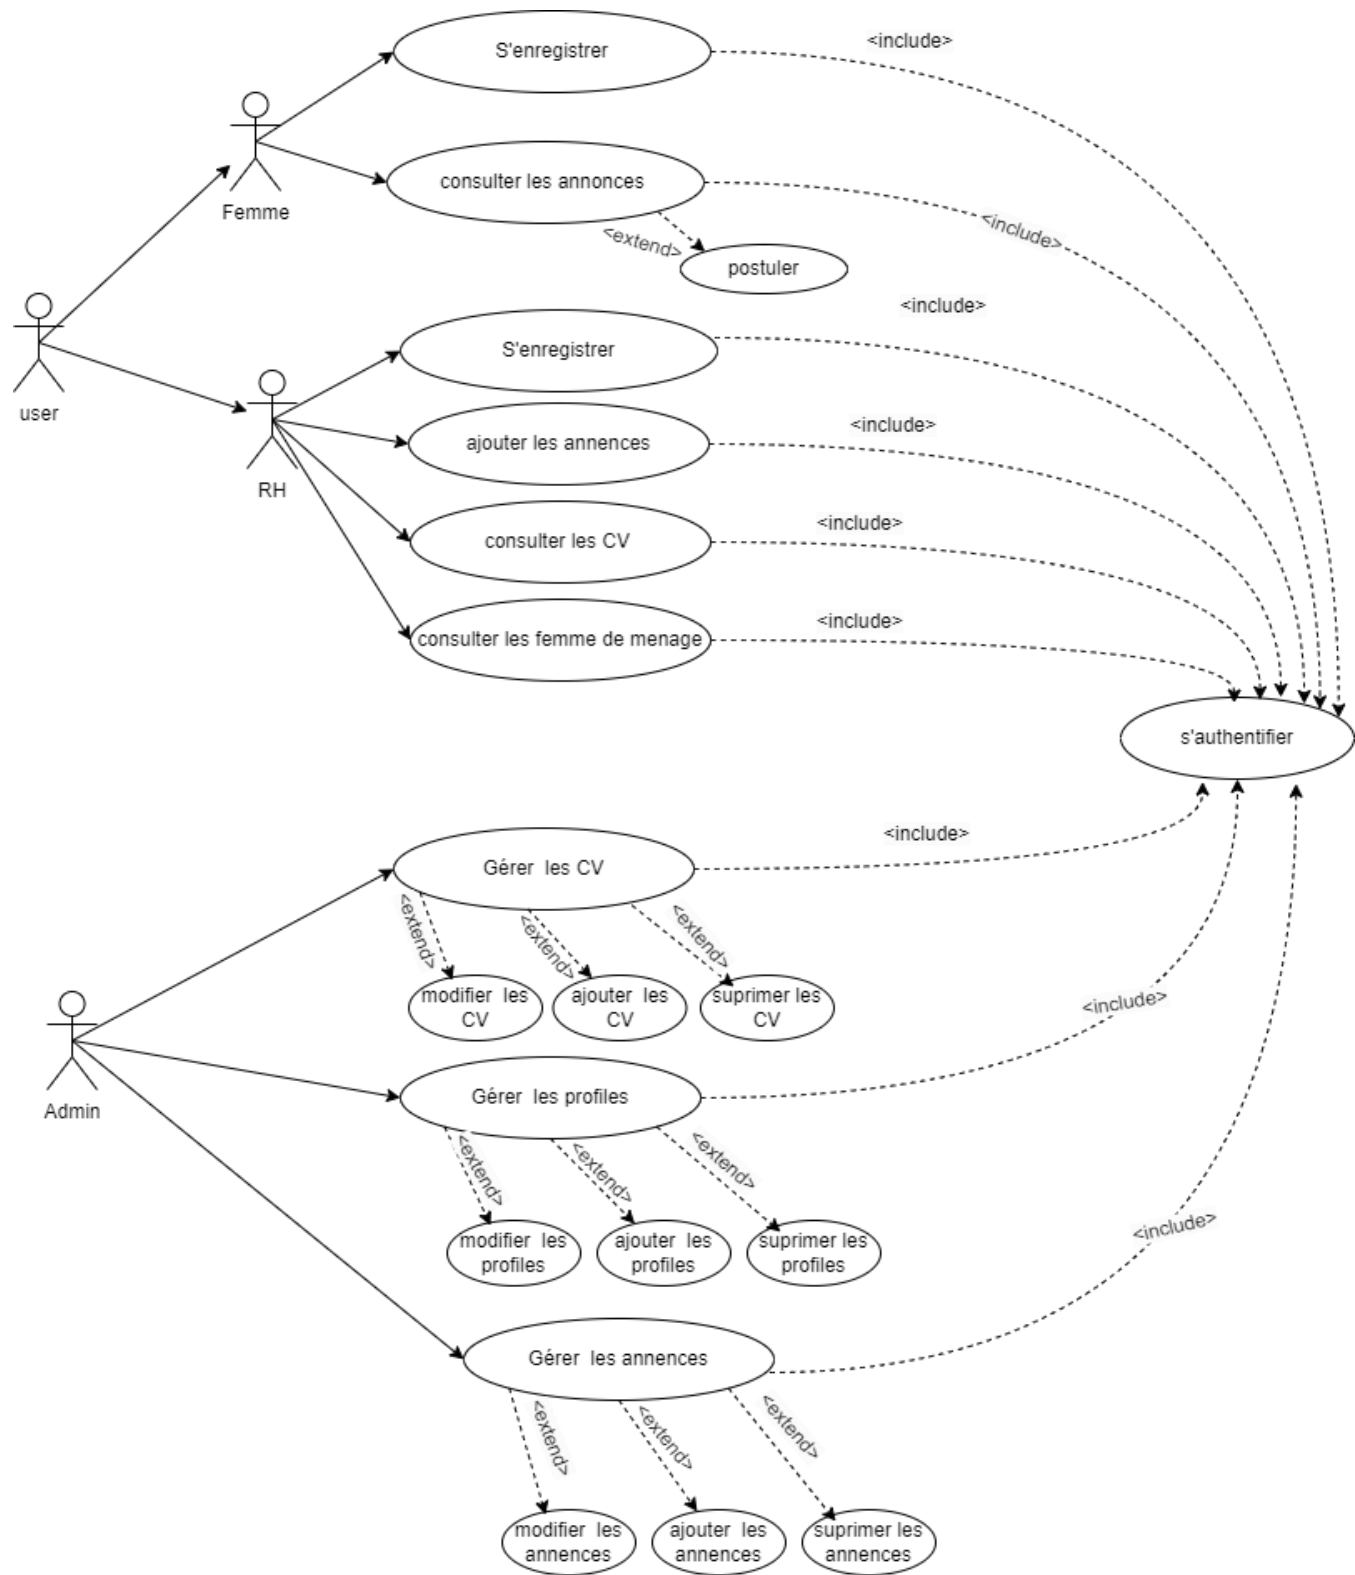 S'enregistrer
<include>
Femme
consulter les annonces
<include>
<extend>
postuler
user
S'enregistrer
<include>
RH
ajouter les annences
<include>
consulter les CV
<include>
consulter les femme de menage
<include>
s'authentifier
Gérer les CV
<include>
<extend>
<extend>
<extend>
modifier les
CV
ajouter les
CV
suprimer les
CV
<include>
Admin
Gérer les profiles
<extend>
<extend>
<extend>
modifier les
profiles
ajouter les
profiles
suprimer les
profiles
<include>
Gérer les annences
<extend>
<extend>
<extend>
modifier les
annences
ajouter les
annences
suprimer les
annences